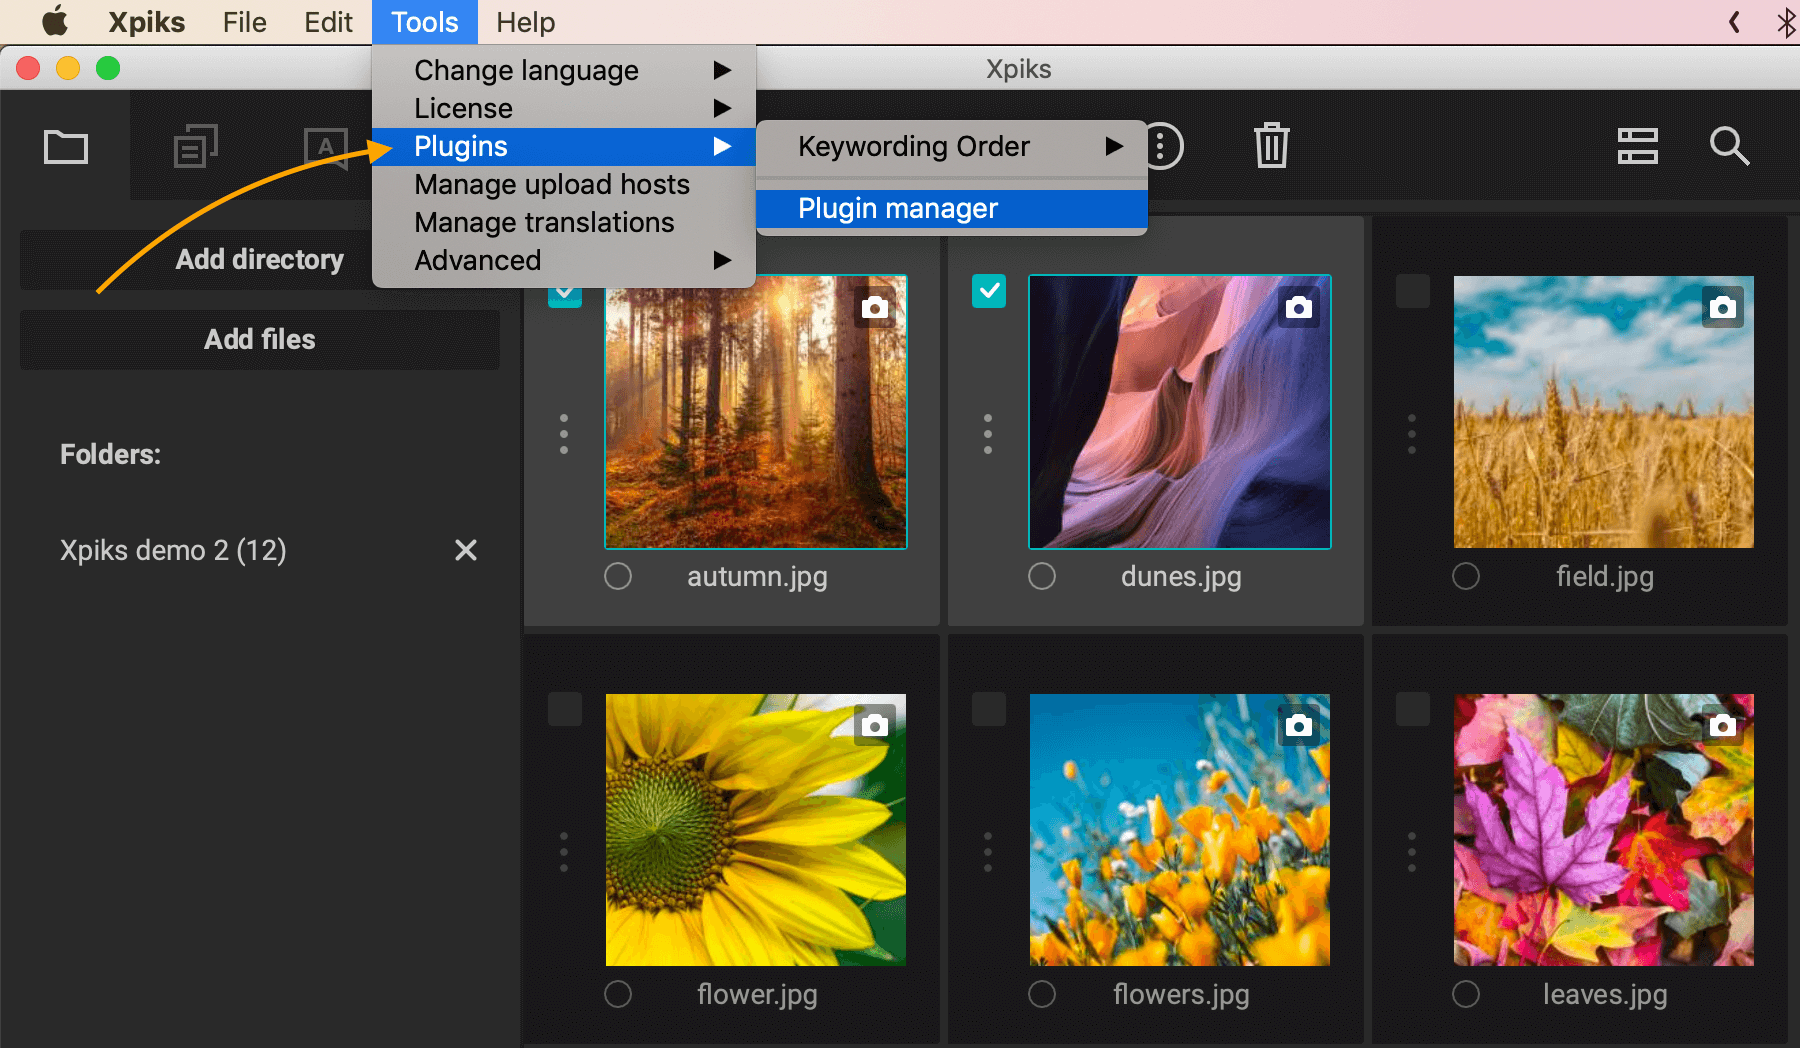 Xpiks File Edit Tools Help
Xpiks
Change language
License
Plugins
Manage upload hosts
Manage translations
Advanced
Keywording Order
Plugin manager
A
Add directory
Add files
Folders:
Xpiks demo 2 (12)
autumn.jpg
dunes.jpg
field.jpg
flower.jpg
flowers.jpg
leaves.jpg